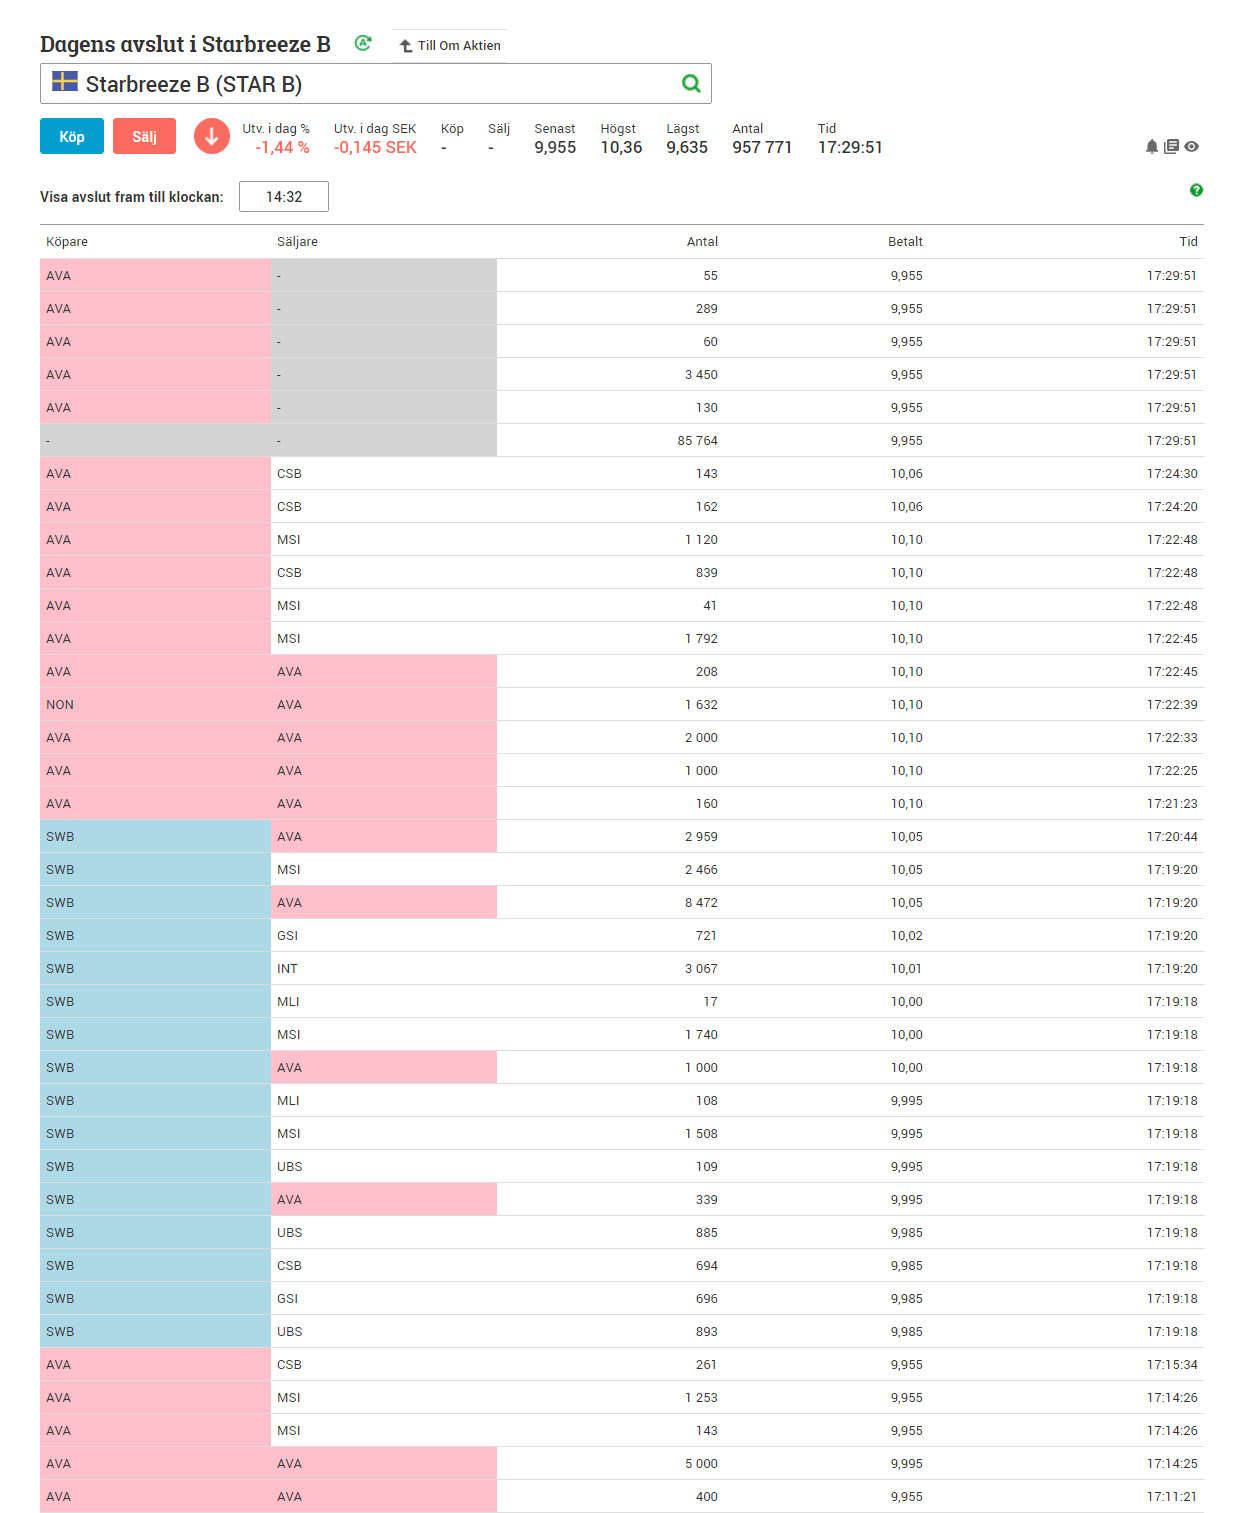 Dagens avslut i Starbreeze B Till Om Aktien
Starbreeze B (STAR B)
Köp Sälj Utv. i dag % Utv. i dag SEK Köp Sälj Senast Högst Lägst Antal Tid
-1,44 % -0,145 SEK - - 9,955 10,36 9,635 957 771 17:29:51
Visa avslut fram till klockan: 14:32
Köpare Säljare Antal Betalt Tid
AVA - 55 9,955 17:29:51
AVA - 289 9,955 17:29:51
AVA - 60 9,955 17:29:51
AVA - 3 450 9,955 17:29:51
AVA - 130 9,955 17:29:51
- - 85 764 9,955 17:29:51
AVA CSB 143 10,06 17:24:30
AVA CSB 162 10,06 17:24:20
AVA MSI 1 120 10,10 17:22:48
AVA CSB 839 10,10 17:22:48
AVA MSI 41 10,10 17:22:48
AVA MSI 1 792 10,10 17:22:45
AVA AVA 208 10,10 17:22:45
NON AVA 1 632 10,10 17:22:39
AVA AVA 2 000 10,10 17:22:33
AVA AVA 1 000 10,10 17:22:25
AVA AVA 160 10,10 17:21:23
SWB AVA 2 959 10,05 17:20:44
SWB MSI 2 466 10,05 17:19:20
SWB AVA 8 472 10,05 17:19:20
SWB GSI 721 10,02 17:19:20
SWB INT 3 067 10,01 17:19:20
SWB MLI 17 10,00 17:19:18
SWB MSI 1 740 10,00 17:19:18
SWB AVA 1 000 10,00 17:19:18
SWB MLI 108 9,995 17:19:18
SWB MSI 1 508 9,995 17:19:18
SWB UBS 109 9,995 17:19:18
SWB AVA 339 9,995 17:19:18
SWB UBS 885 9,985 17:19:18
SWB CSB 694 9,985 17:19:18
SWB GSI 696 9,985 17:19:18
SWB UBS 893 9,985 17:19:18
AVA CSB 261 9,955 17:15:34
AVA MSI 1 253 9,955 17:14:26
AVA MSI 143 9,955 17:14:26
AVA AVA 5 000 9,995 17:14:25
AVA AVA 400 9,955 17:11:21